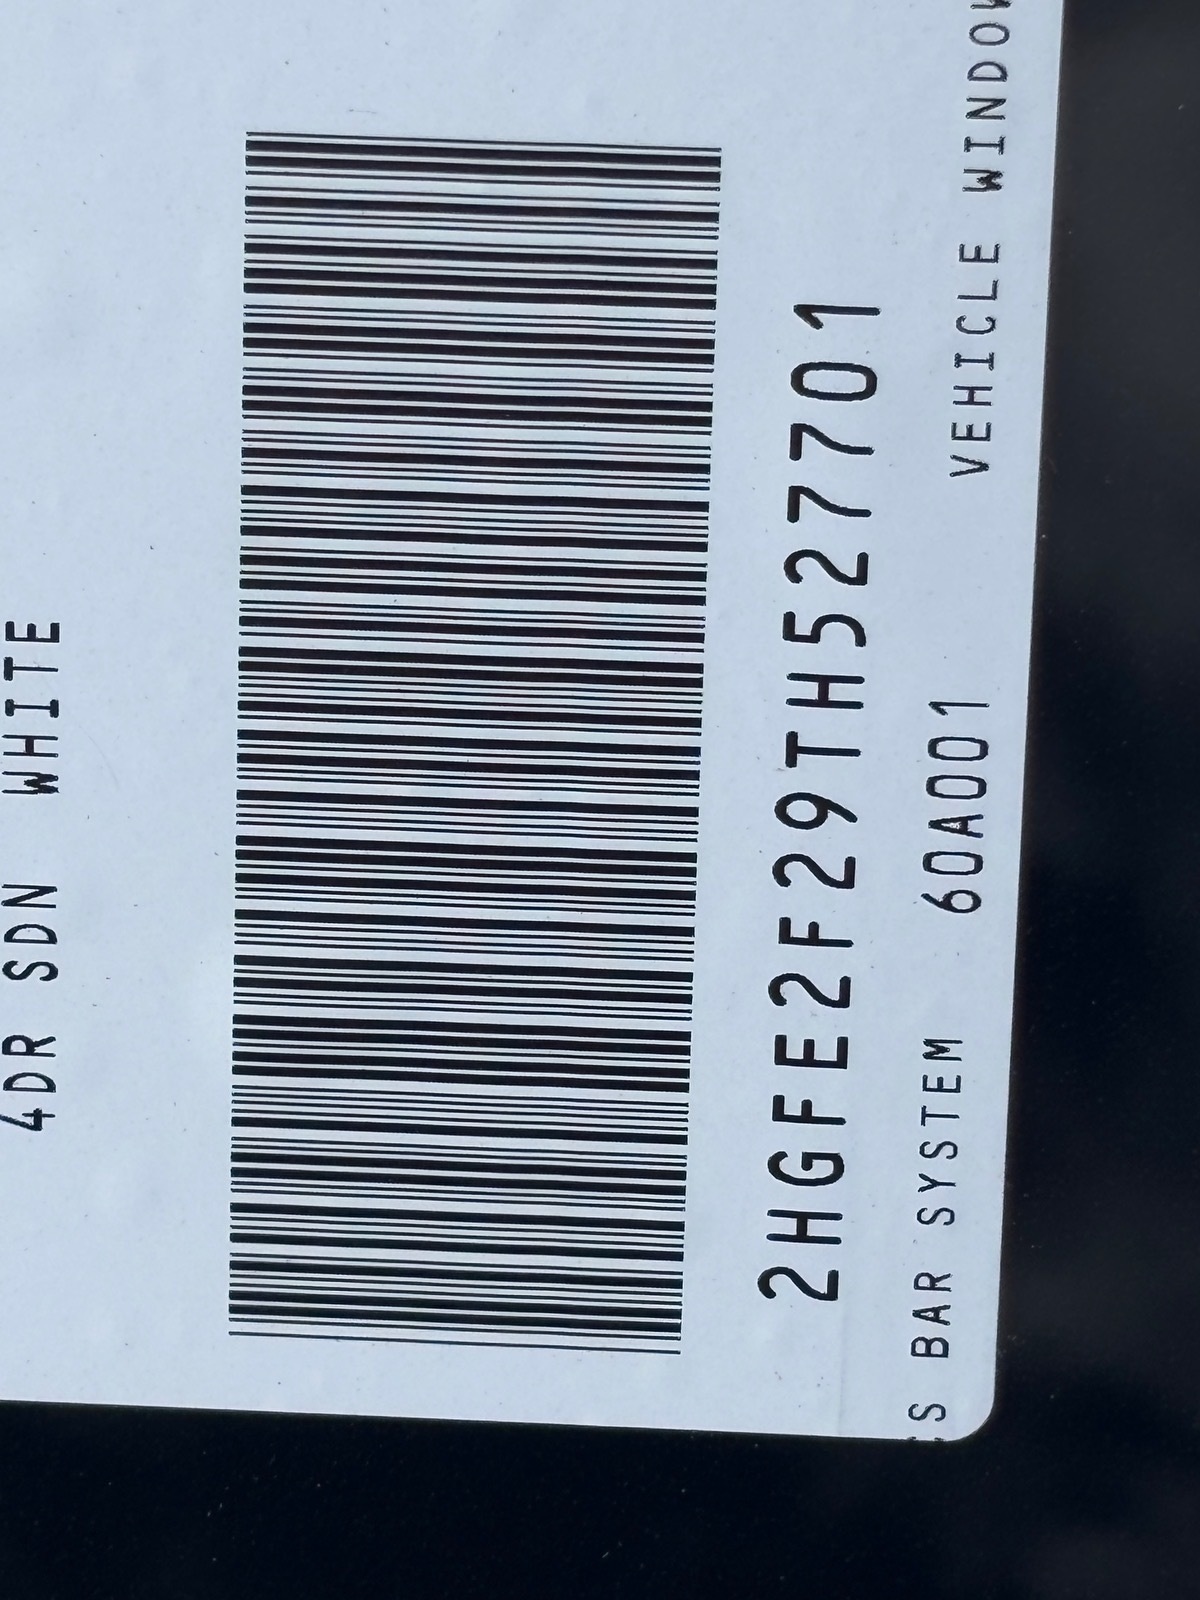 4DR SDN WHITE
2HGFE2F29TH527701
BAR SYSTEM 60A001 VEHICLE WINDOW